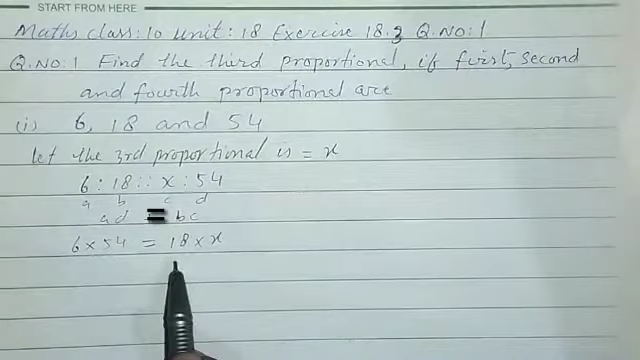 START FROM HERE
Maths class: 10 unit: 18 Exercise 18.3 Q.NO:1
Q.NO:1 Find the third proportional, if first, second
and fourth proportional are
(i) 6, 18 and 54
let the 3rd proportional is = x
6 : 18 :: x : 54
a b c d
ad = bc
6 × 54 = 18 × x